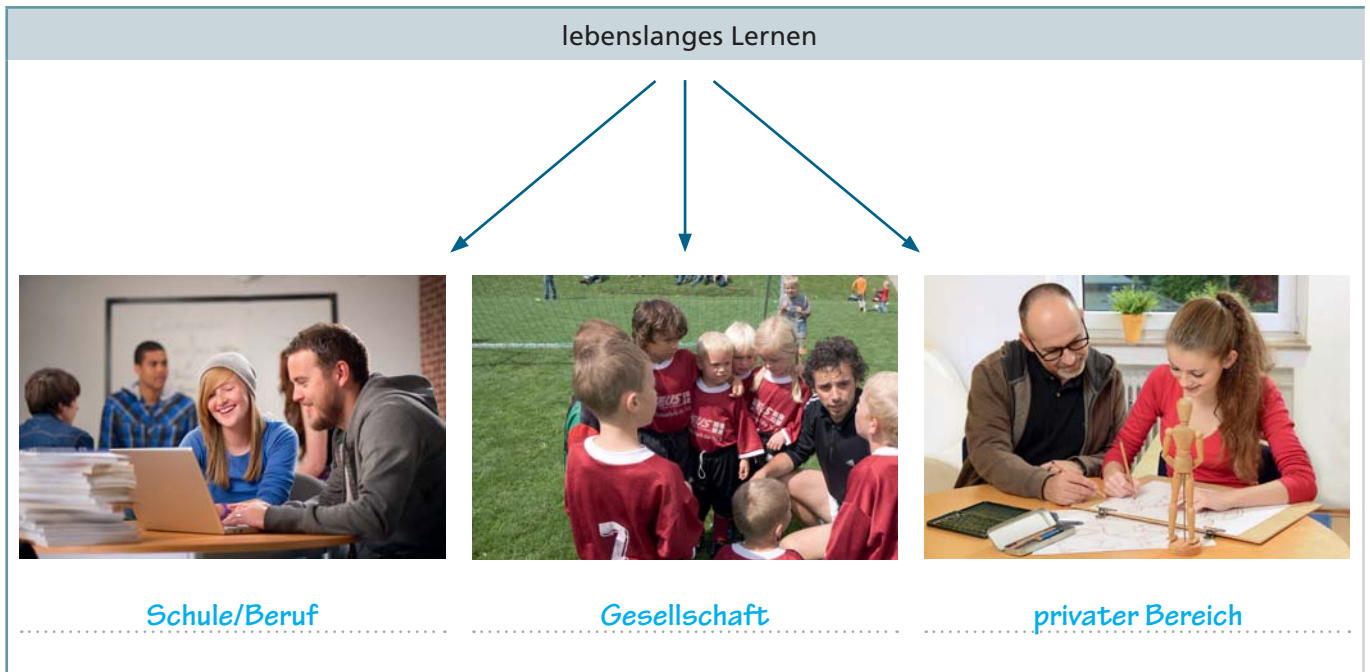 lebenslanges Lernen
Schule/Beruf
Gesellschaft
privater Bereich